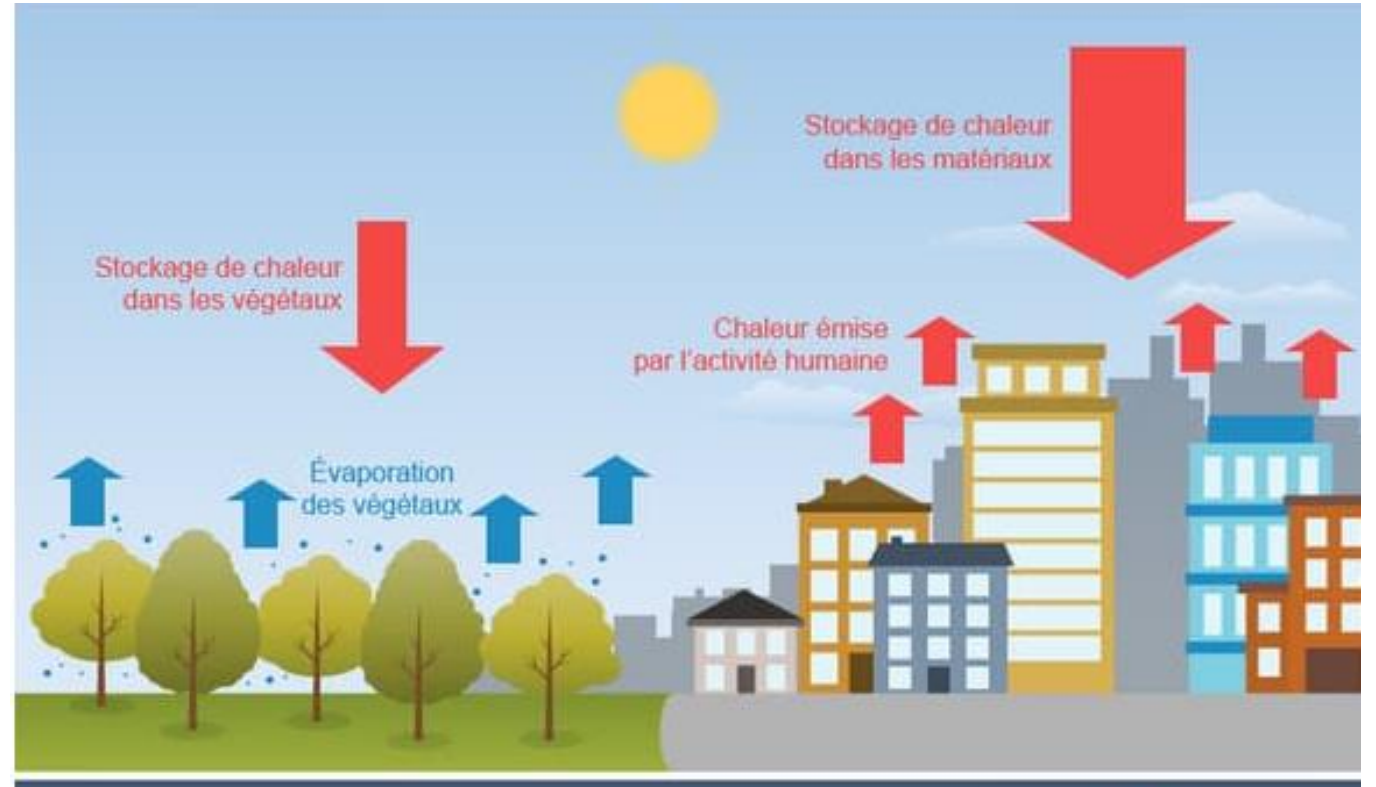 Stockage de chaleur
dans les matériaux
Stockage de chaleur
dans les végétaux
Chaleur émise
par l'activité humaine
Évaporation
des végétaux